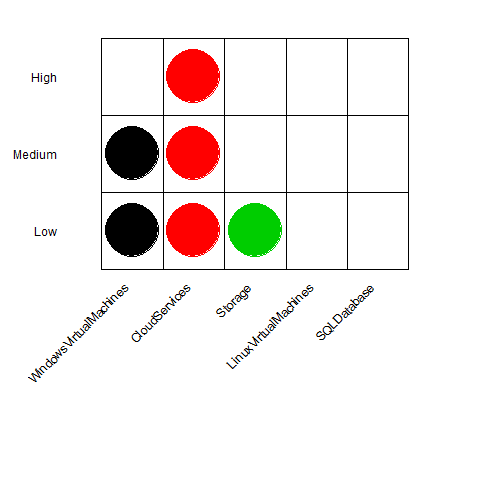 High
Medium
Low
WindowsVirtualMachines
CloudServices
Storage
LinuxVirtualMachines
SQLDatabase